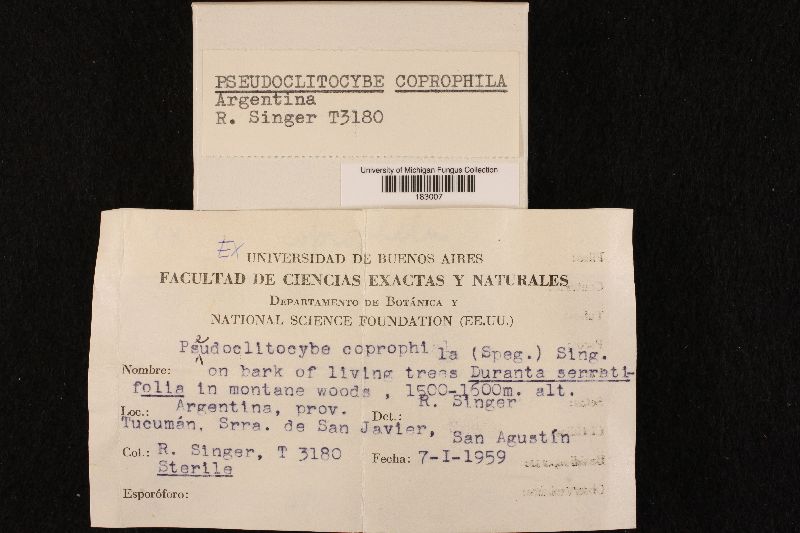 PSEUDOCLITOCYBE COPROPHILA
Argentina
R. Singer T3180
University of Michigan Fungus Collection
183007
Ex UNIVERSIDAD DE BUENOS AIRES
FACULTAD DE CIENCIAS EXACTAS Y NATURALES
DEPARTAMENTO DE BOTÁNICA Y
NATIONAL SCIENCE FOUNDATION (EE.UU.)
Pseudoclitocybe coprophila (Speg.) Sing.
Nombre: on bark of living trees Duranta serrati-
folia in montane woods , 1500-1600m. alt.
Loc.: Argentina, prov. Det.: R. Singer
Tucumán. Srra. de San Javier, San Agustín
Col.: R. Singer, T 3180 Fecha: 7-I-1959
Sterile
Esporóforo: